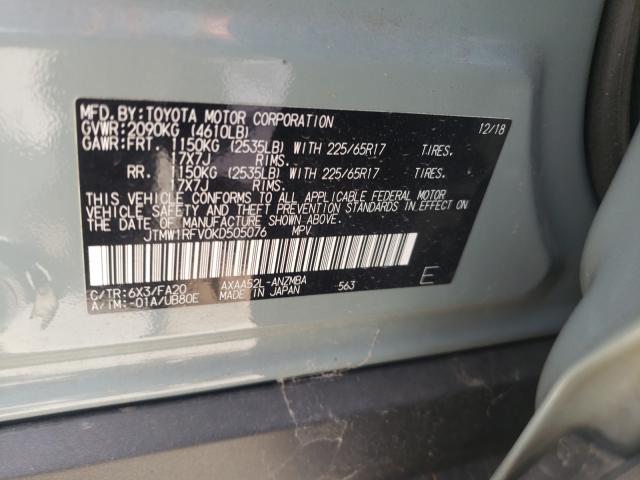 MFD. BY: TOYOTA MOTOR CORPORATION 12/18
GVWR: 2090KG (4610LB)
GAWR: FRT. 1150KG (2535LB) WITH 225/65R17 TIRES.
17X7J RIMS.
RR. 1150KG (2535LB) WITH 225/65R17 TIRES.
17X7J RIMS.
THIS VEHICLE CONFORMS TO ALL APPLICABLE FEDERAL MOTOR
VEHICLE SAFETY AND THEFT PREVENTION STANDARDS IN EFFECT ON
THE DATE OF MANUFACTURE SHOWN ABOVE.
JTMW1RFV0KD505076 MPV
C/TR: 6X3/FA20 AXAA52L-ANZMBA E
A/TM: -01A/UB80E MADE IN JAPAN 563